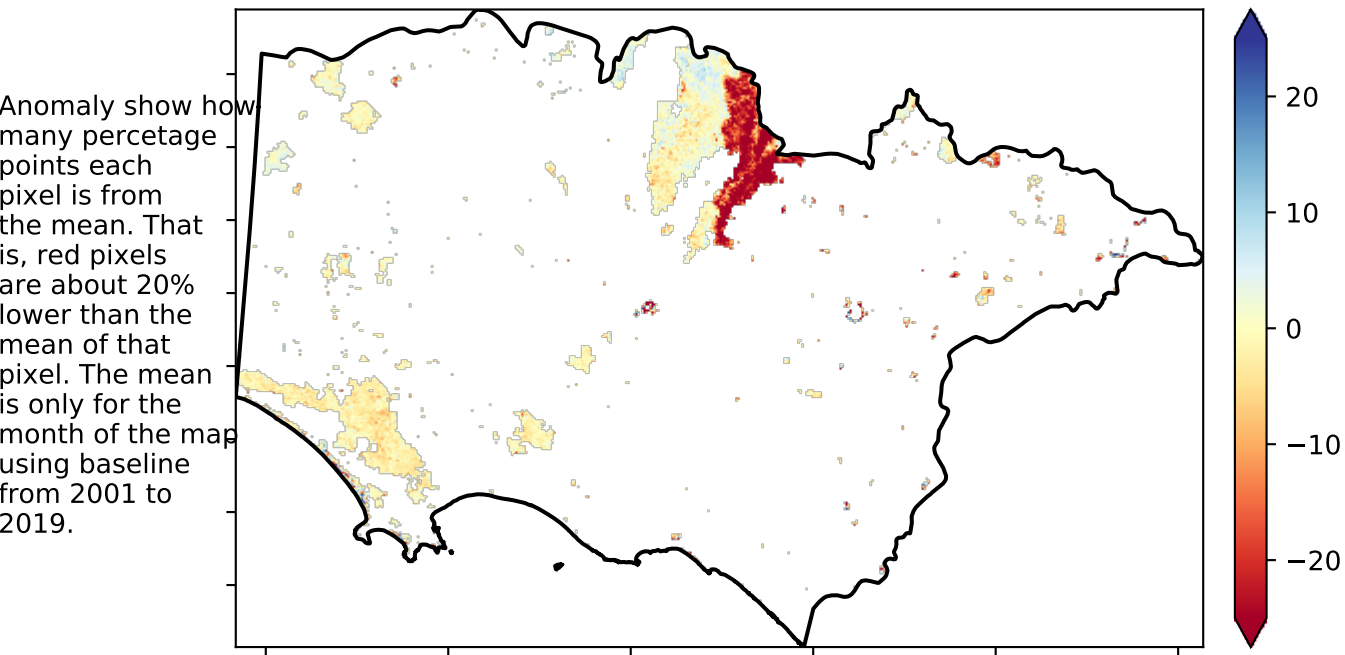 Anomaly show how
many percetage
points each
pixel is from
the mean. That
is, red pixels
are about 20%
lower than the
mean of that
pixel. The mean
is only for the
month of the map
using baseline
from 2001 to
2019.
20
10
0
−10
−20